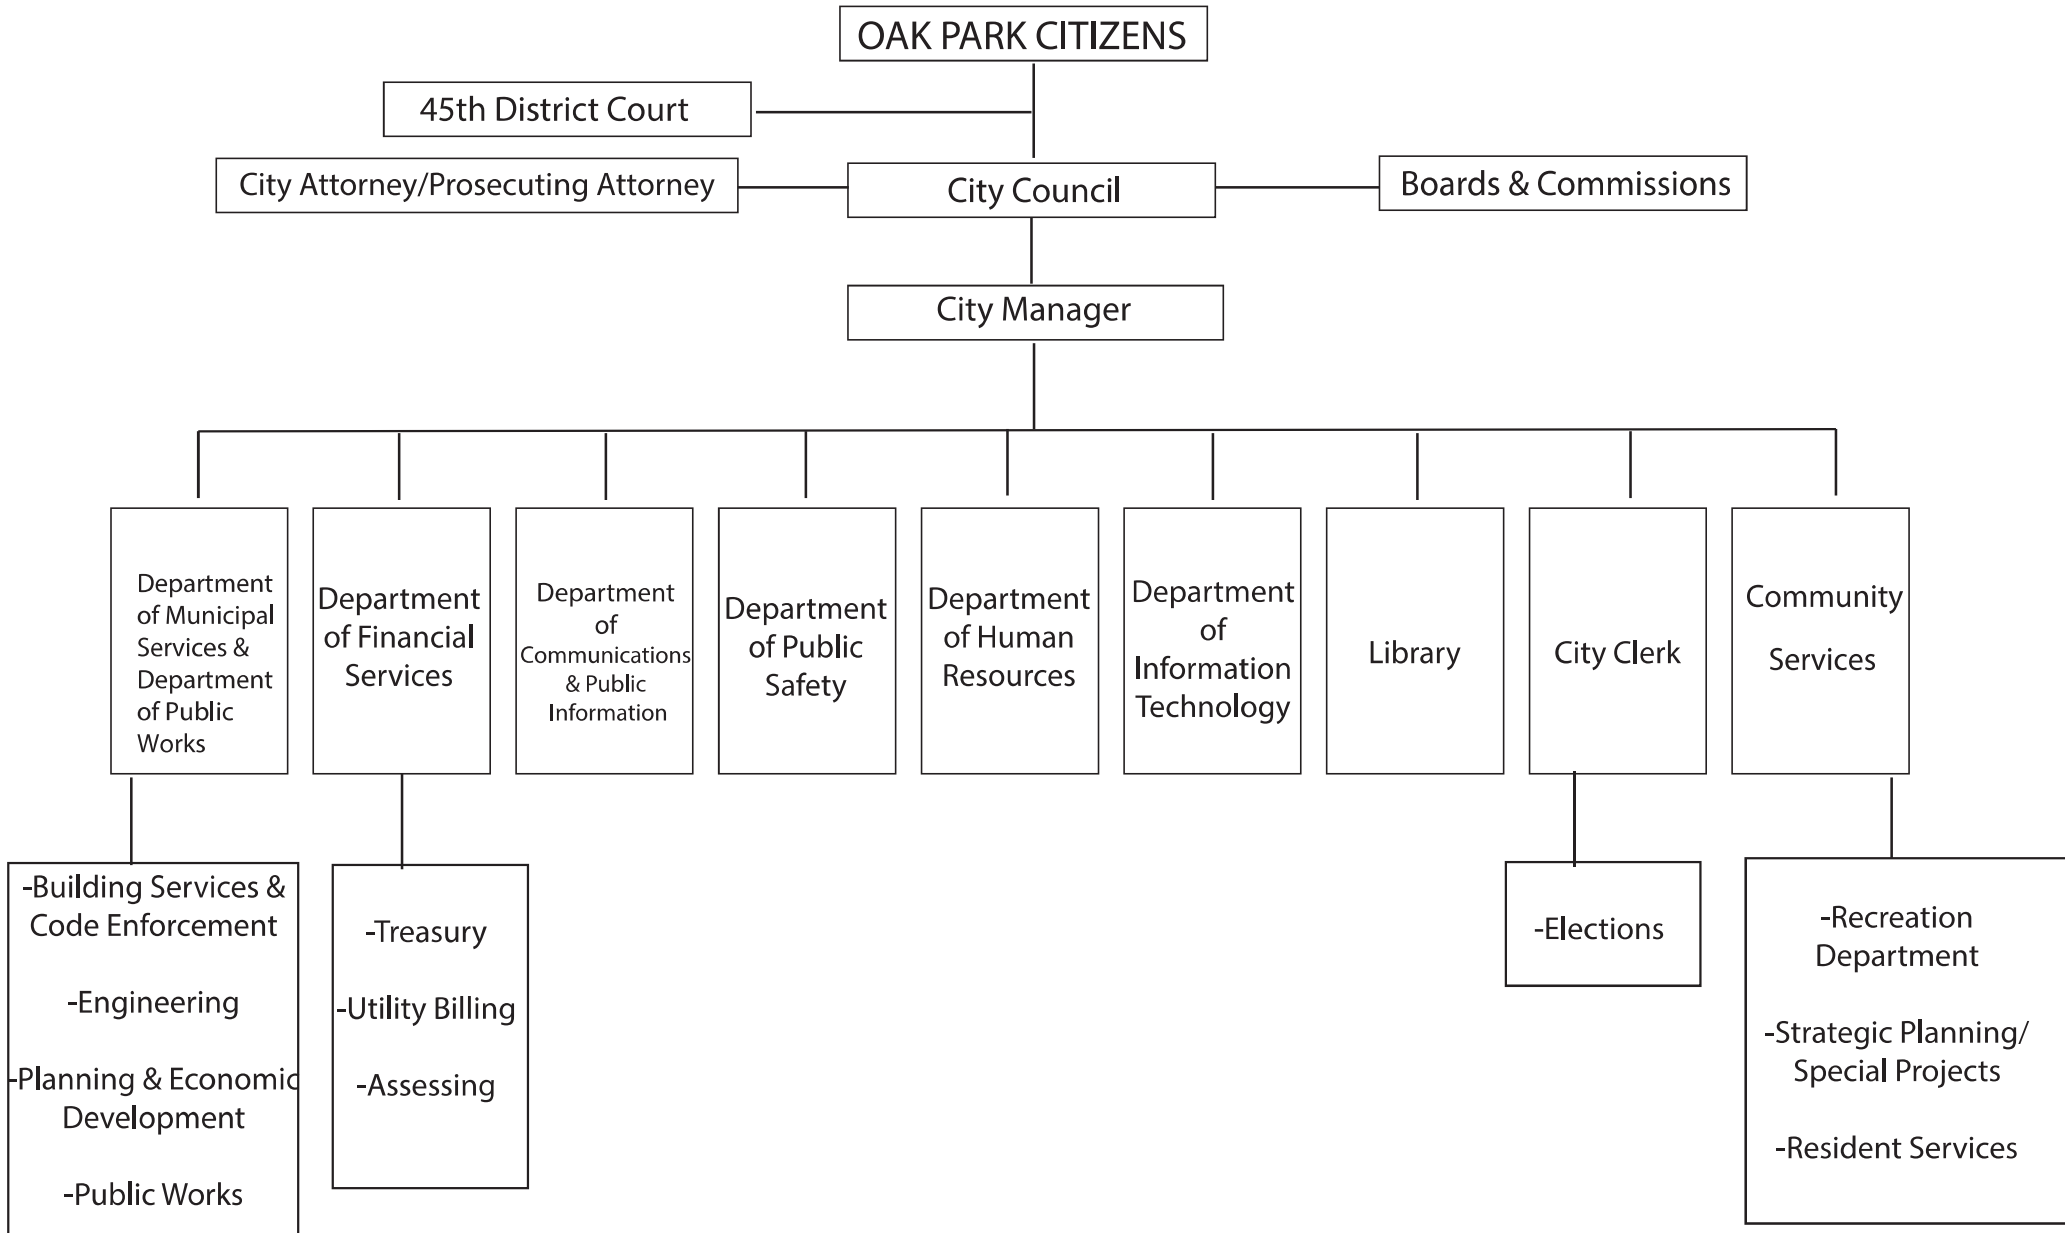 OAK PARK CITIZENS
45th District Court
City Attorney/Prosecuting Attorney
City Council
Boards & Commissions
City Manager
Department
of Municipal
Services &
Department
of Public
Works
Department
of Financial
Services
Department
of
Communications
& Public
Information
Department
of Public
Safety
Department
of Human
Resources
Department
of
Information
Technology
Library
City Clerk
Community
Services
-Building Services &
Code Enforcement
-Engineering
-Planning & Economic
Development
-Public Works
-Treasury
-Utility Billing
-Assessing
-Elections
-Recreation
Department
-Strategic Planning/
Special Projects
-Resident Services